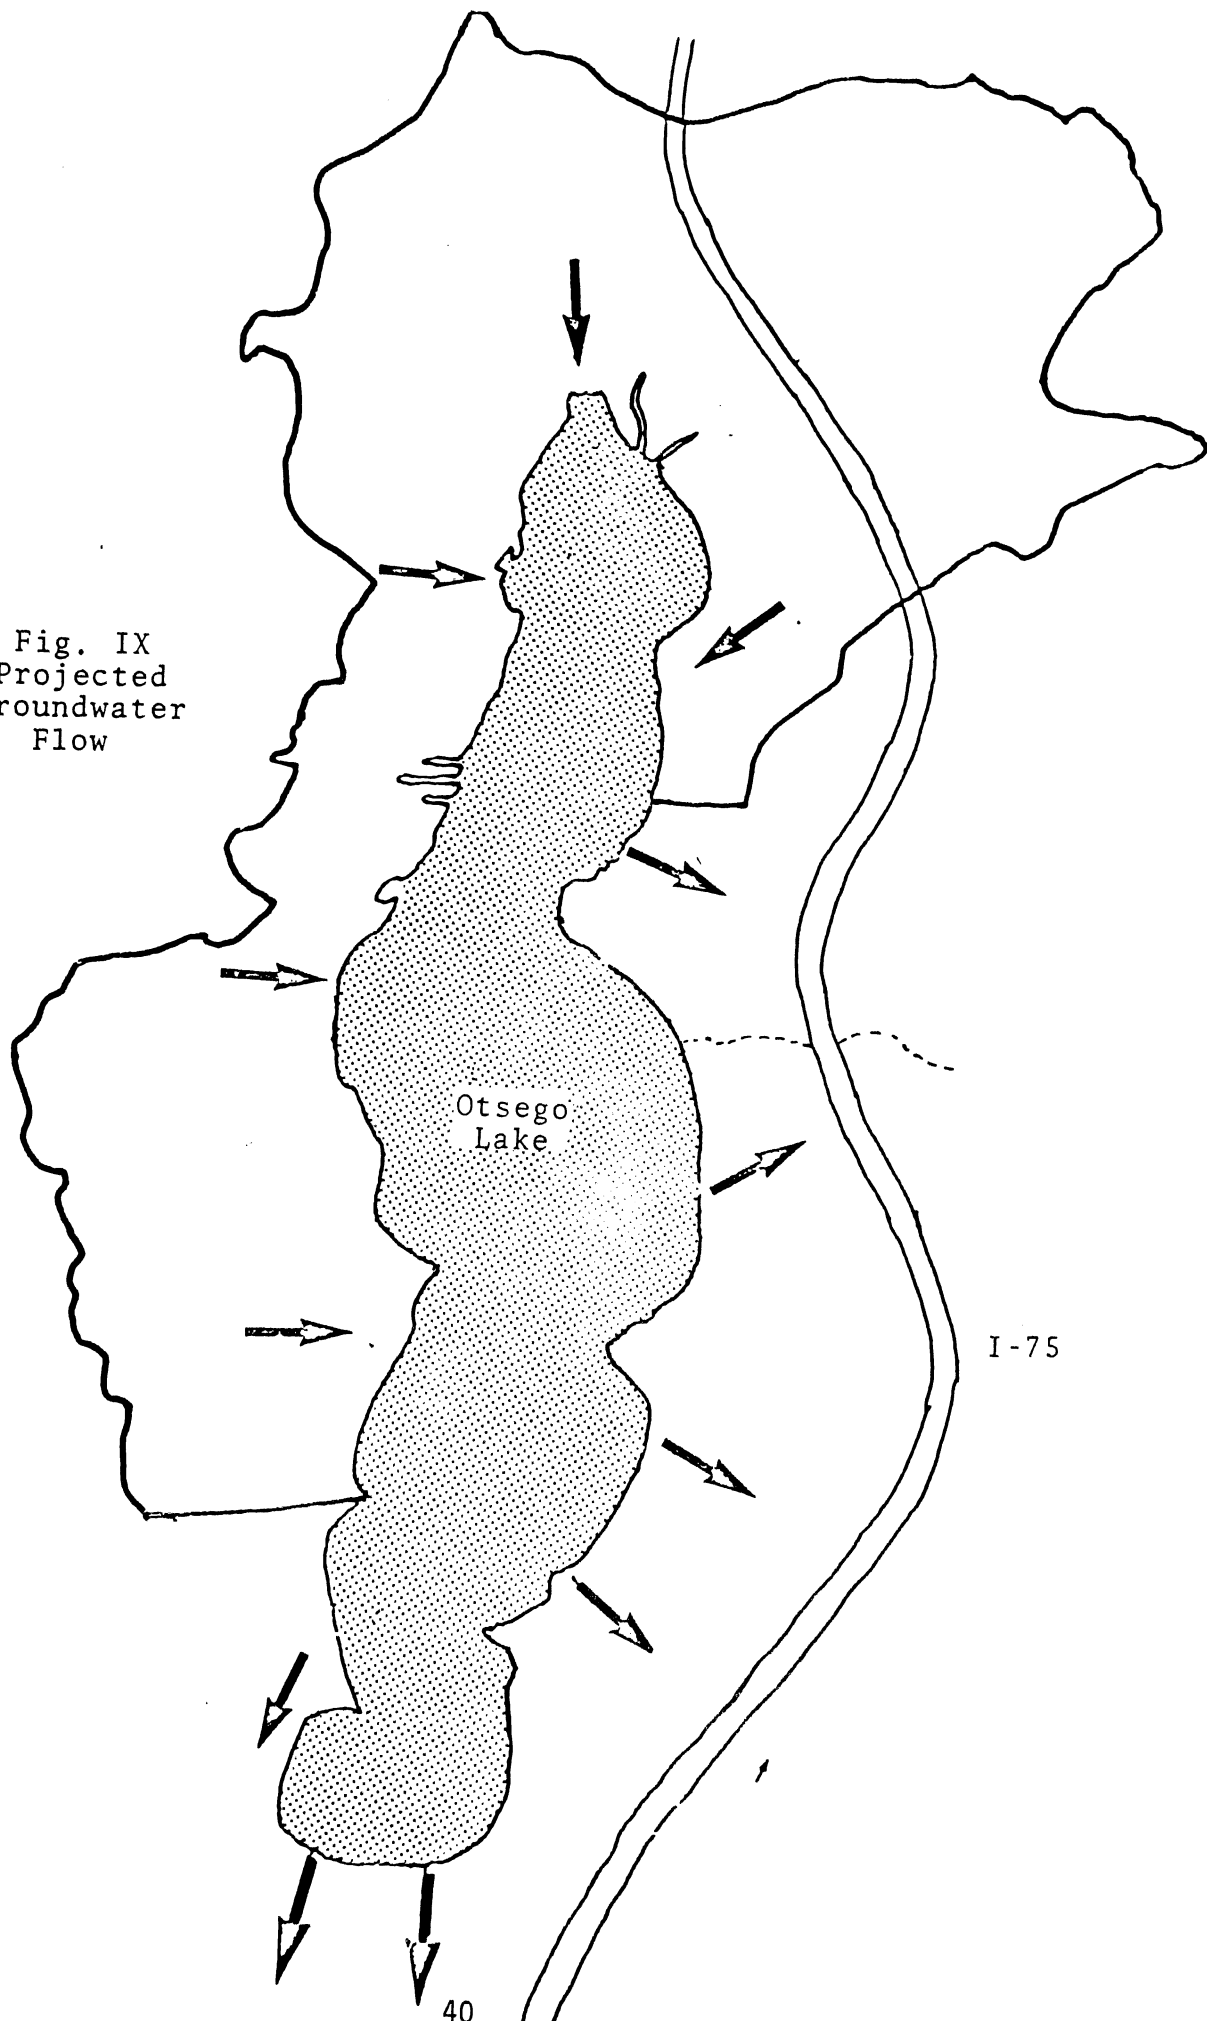 Fig. IX
Projected
roundwater
Flow
Otsego
Lake
I-75
40